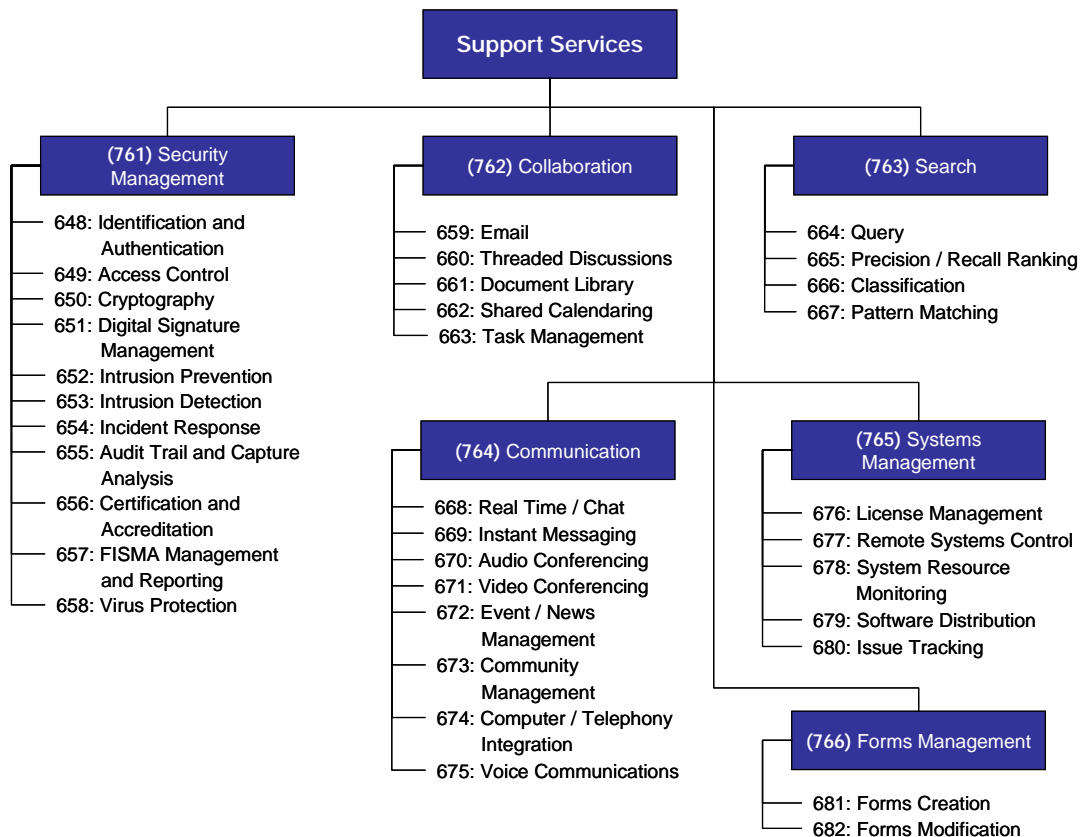 Support Services
(761) Security
Management
648: Identification and
Authentication
649: Access Control
650: Cryptography
651: Digital Signature
Management
652: Intrusion Prevention
653: Intrusion Detection
654: Incident Response
655: Audit Trail and Capture
Analysis
656: Certification and
Accreditation
657: FISMA Management
and Reporting
658: Virus Protection
(762) Collaboration
659: Email
660: Threaded Discussions
661: Document Library
662: Shared Calendaring
663: Task Management
(763) Search
664: Query
665: Precision / Recall Ranking
666: Classification
667: Pattern Matching
(764) Communication
668: Real Time / Chat
669: Instant Messaging
670: Audio Conferencing
671: Video Conferencing
672: Event / News
Management
673: Community
Management
674: Computer / Telephony
Integration
675: Voice Communications
(765) Systems
Management
676: License Management
677: Remote Systems Control
678: System Resource
Monitoring
679: Software Distribution
680: Issue Tracking
(766) Forms Management
681: Forms Creation
682: Forms Modification